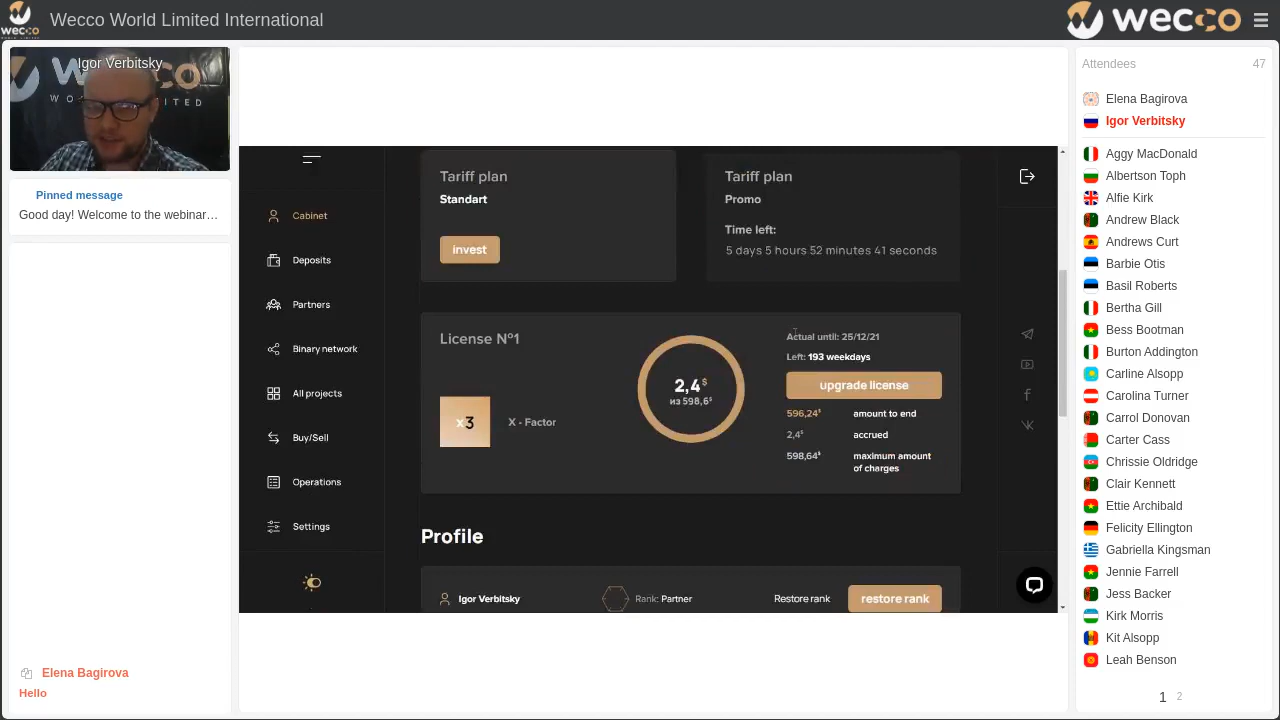 Wecco World Limited International
wecco
wecco
Igor Verbitsky
Pinned message
Good day! Welcome to the webinar…
Elena Bagirova
Hello
Cabinet
Deposits
Partners
Binary network
All projects
Buy/Sell
Operations
Settings
Tariff plan
Standart
invest
Tariff plan
Promo
Time left:
5 days 5 hours 52 minutes 41 seconds
License Nº1
x3
X - Factor
2,4$
из 598,6$
Actual until: 25/12/21
Left: 193 weekdays
upgrade license
596,24$ amount to end
2,4$ accrued
598,64$ maximum amount
of charges
Profile
Igor Verbitsky
Rank: Partner
Restore rank
restore rank
Attendees 47
Elena Bagirova
Igor Verbitsky
Aggy MacDonald
Albertson Toph
Alfie Kirk
Andrew Black
Andrews Curt
Barbie Otis
Basil Roberts
Bertha Gill
Bess Bootman
Burton Addington
Carline Alsopp
Carolina Turner
Carrol Donovan
Carter Cass
Chrissie Oldridge
Clair Kennett
Ettie Archibald
Felicity Ellington
Gabriella Kingsman
Jennie Farrell
Jess Backer
Kirk Morris
Kit Alsopp
Leah Benson
1 2